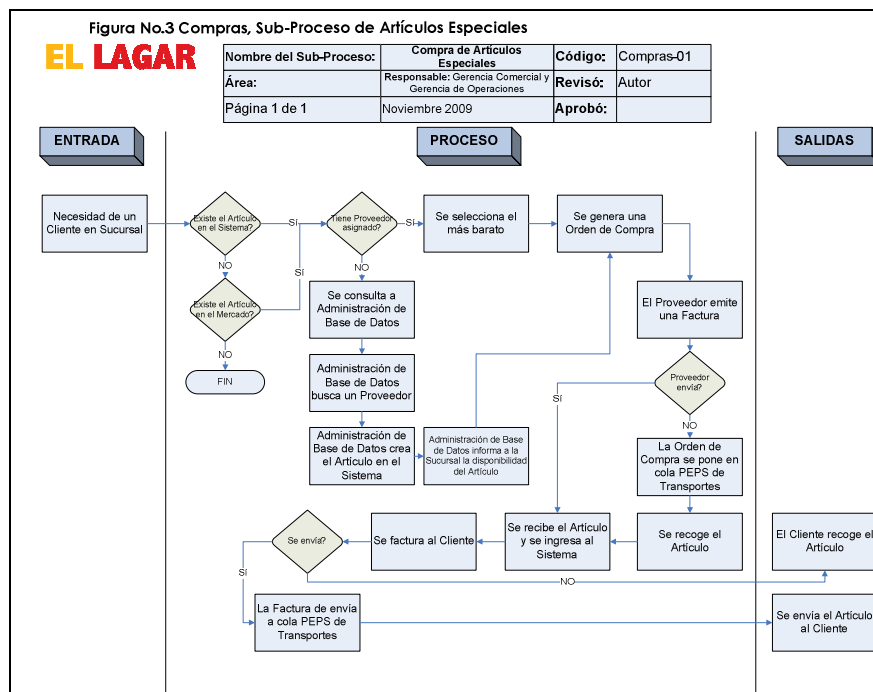 Figura No.3 Compras, Sub-Proceso de Artículos Especiales
EL LAGAR
Nombre del Sub-Proceso:
Compra de Artículos
Especiales
Código:
Compras-01
Área:
Responsable: Gerencia Comercial y
Gerencia de Operaciones
Revisó:
Autor
Página 1 de 1
Noviembre 2009
Aprobó:
ENTRADA
PROCESO
SALIDAS
Necesidad de un
Cliente en Sucursal
Existe el Artículo
en el Sistema?
Sí
Tiene Proveedor
asignado?
Sí
Se selecciona el
más barato
Se genera una
Orden de Compra
NO
NO
Sí
Existe el Artículo
en el Mercado?
Se consulta a
Administración de
Base de Datos
El Proveedor emite
una Factura
NO
FIN
Administración de
Base de Datos
busca un Proveedor
Proveedor
envía?
Sí
NO
Administración de
Base de Datos crea
el Artículo en el
Sistema
Administración de Base
de Datos informa a la
Sucursal la disponibilidad
del Artículo
La Orden de
Compra se pone en
cola PEPS de
Transportes
Se envía?
Se factura al Cliente
Se recibe el Artículo
y se ingresa al
Sistema
Se recoge el
Artículo
El Cliente recoge el
Artículo
Sí
NO
La Factura de envía
a cola PEPS de
Transportes
Se envía el Artículo
al Cliente